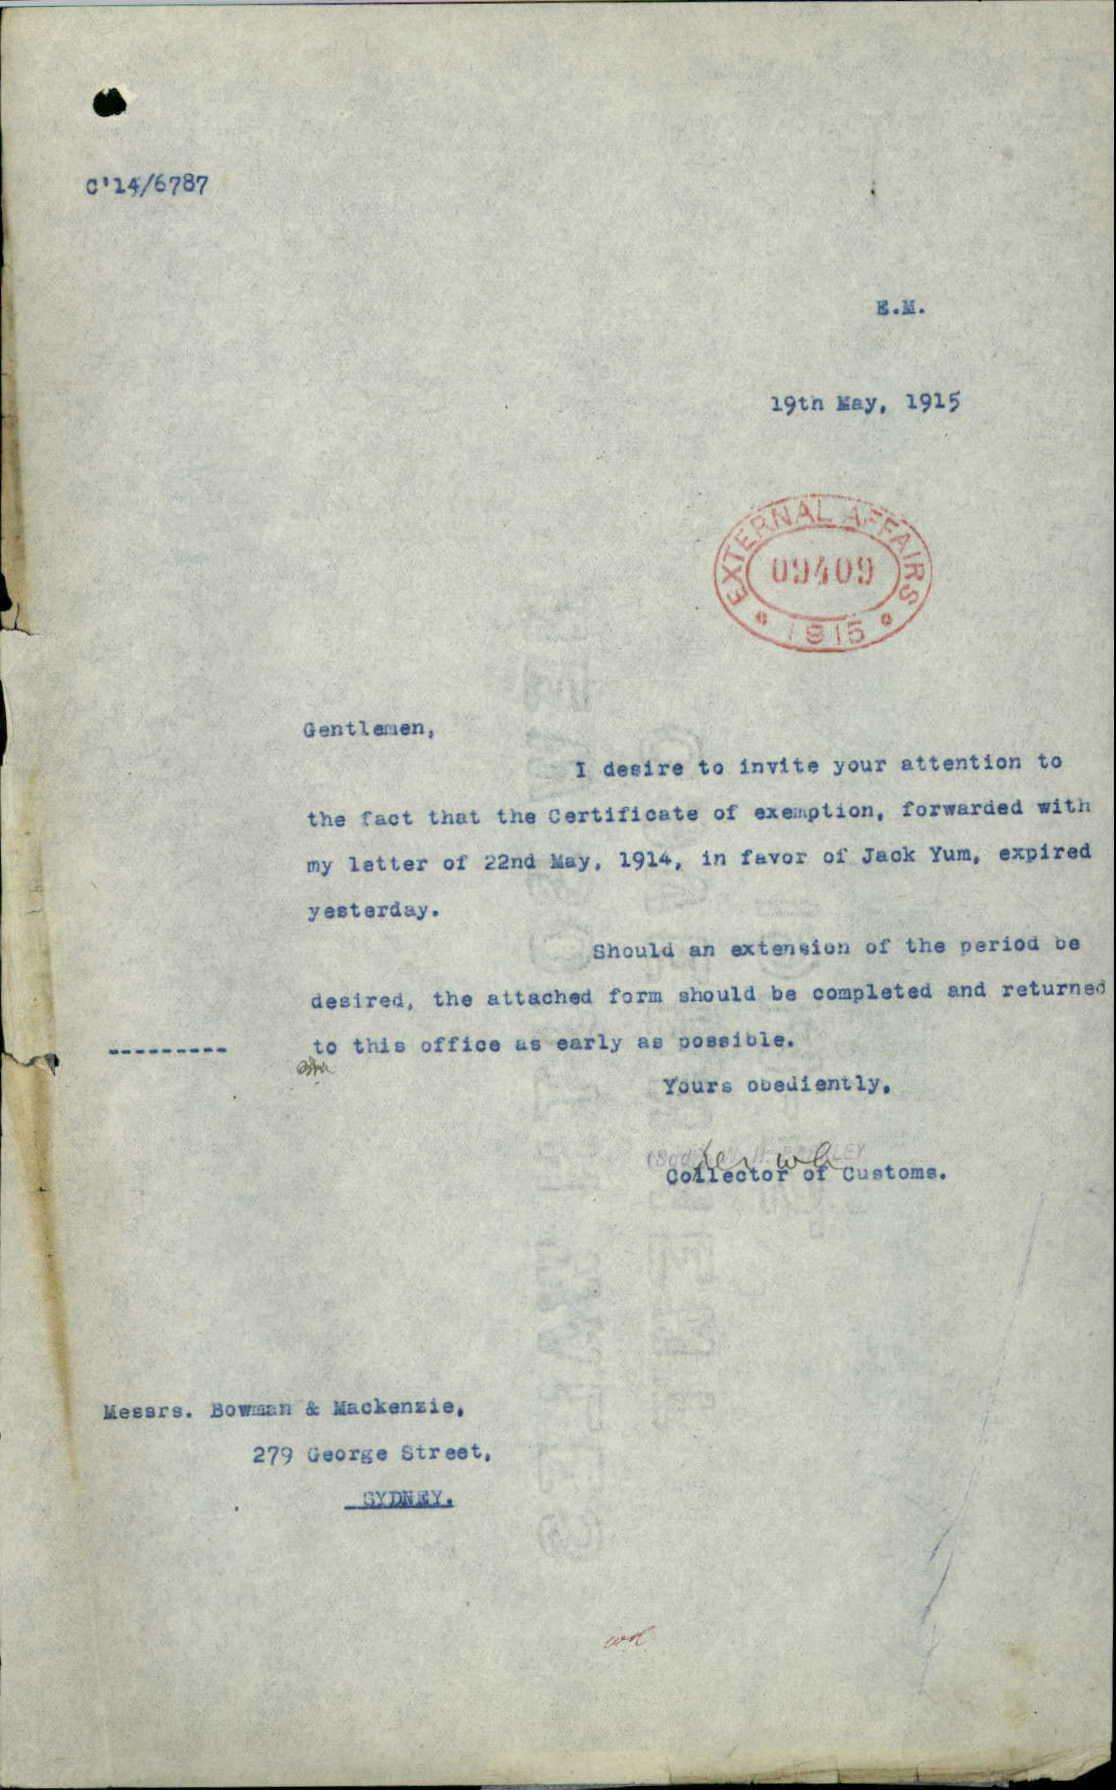 C'14/6787
E.M.
19th May, 1915
EXTERNAL AFFAIRS
09409
1915
Gentlemen,
I desire to invite your attention to
the fact that the Certificate of exemption, forwarded with
my letter of 22nd May, 1914, in favor of Jack Yum, expired
yesterday.
Should an extension of the period be
desired, the attached form should be completed and returned
---------
to this office as early as possible.
Yours obediently,
(Sgd)
Collector of Customs.
Messrs. Bowman & Mackenzie,
279 George Street,
SYDNEY.